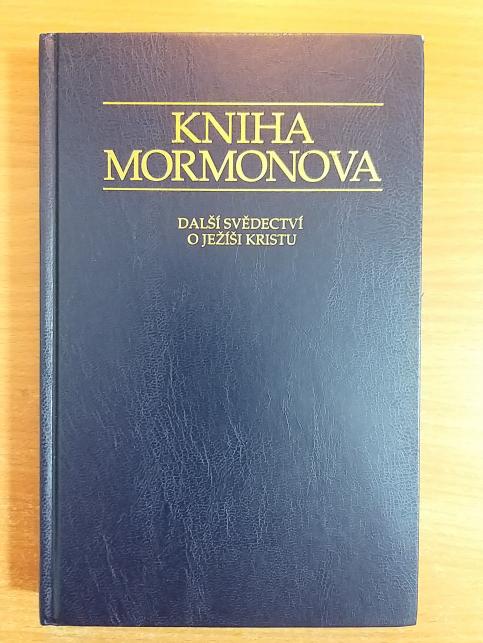 KNIHA
MORMONOVA
DALŠÍ SVĚDECTVÍ
O JEŽÍŠI KRISTU